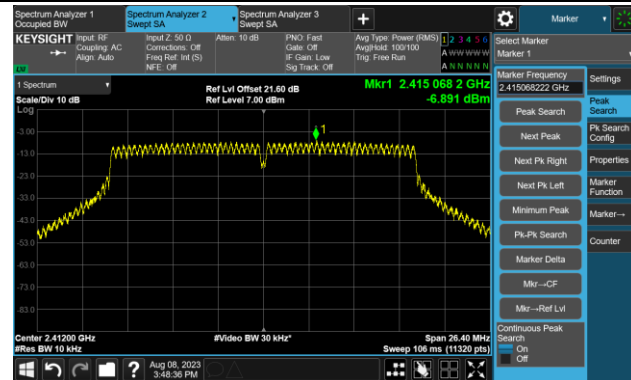 Spectrum Analyzer 1
Occupied BW
Spectrum Analyzer 2
Swept SA
Spectrum Analyzer 3
Swept SA
Marker
KEYSIGHT
Input: RF
Coupling: AC
Align: Auto
Input Z: 50 Ω
Corrections: Off
Freq Ref: Int (S)
NFE: Off
Atten: 10 dB
PNO: Fast
Gate: Off
IF Gain: Low
Sig Track: Off
Avg Type: Power (RMS)
Avg|Hold: 100/100
Trig: Free Run
1 2 3 4 5 6
A W W W W W
A N N N N N
Select Marker
Marker 1
1 Spectrum
Scale/Div 10 dB
Log
Ref Lvl Offset 21.60 dB
Ref Level 7.00 dBm
Mkr1 2.415 068 2 GHz
-6.891 dBm
1
-3.00
-13.0
-23.0
-33.0
-43.0
-53.0
-63.0
-73.0
-83.0
Center 2.41200 GHz
#Res BW 10 kHz
#Video BW 30 kHz*
Span 26.40 MHz
Sweep 106 ms (11320 pts)
Marker Frequency
2.415068222 GHz
Peak Search
Next Peak
Next Pk Right
Next Pk Left
Minimum Peak
Pk-Pk Search
Marker Delta
Mkr→CF
Mkr→Ref Lvl
Continuous Peak
Search
On
Off
Settings
Peak
Search
Pk Search
Config
Properties
Marker
Function
Marker→
Counter
?
Aug 08, 2023
3:48:36 PM